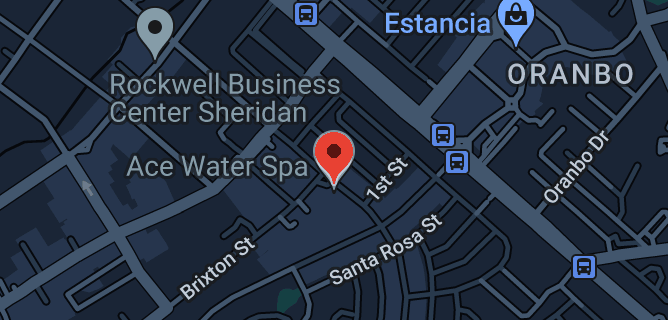 Estancia
ORANBO
Rockwell Business
Center Sheridan
Ace Water Spa
1st St
Oranbo Dr
Brixton St
Santa Rosa St